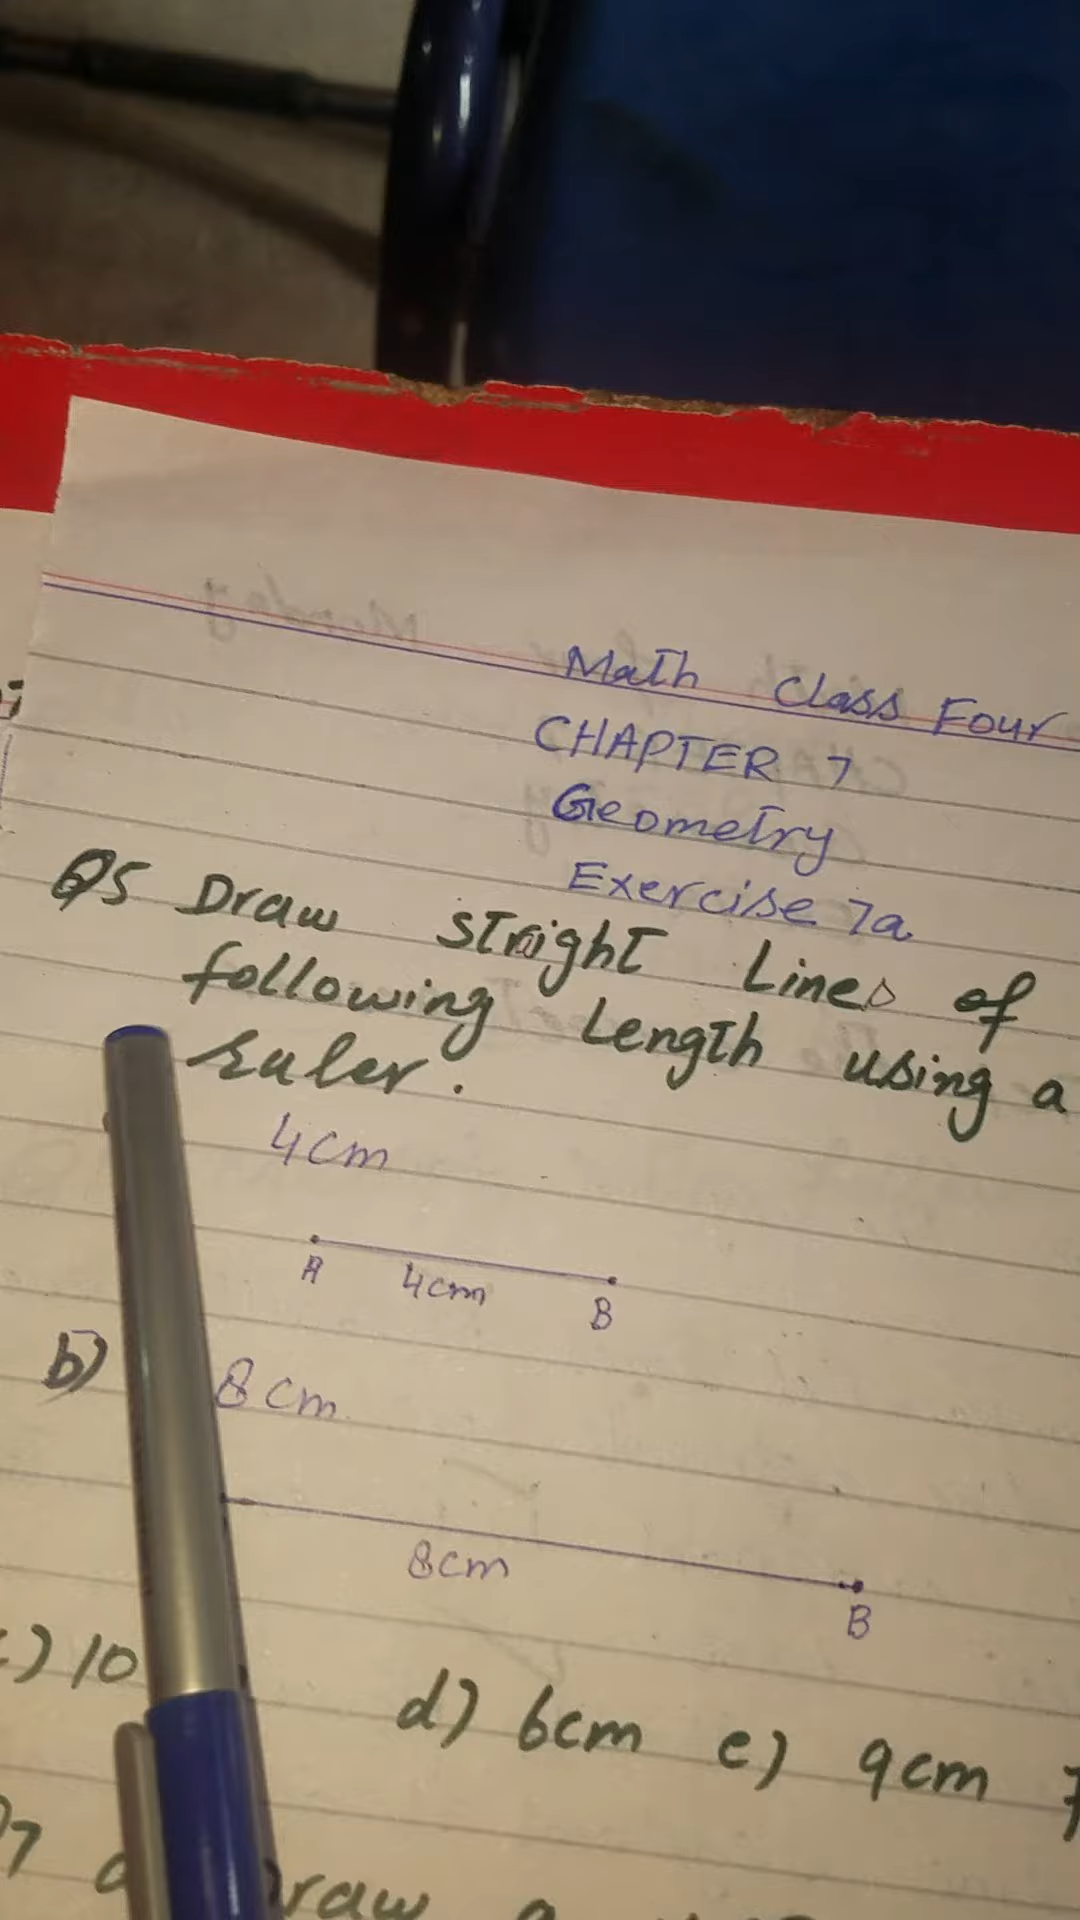 Math Class Four
CHAPTER 7
Geometry
Exercise 7a
Q5 Draw straight Lines of
following Length using a
ruler.
4cm
A 4cm B
b) 8cm
8cm
B
) 10
d) 6cm e) 9cm
7